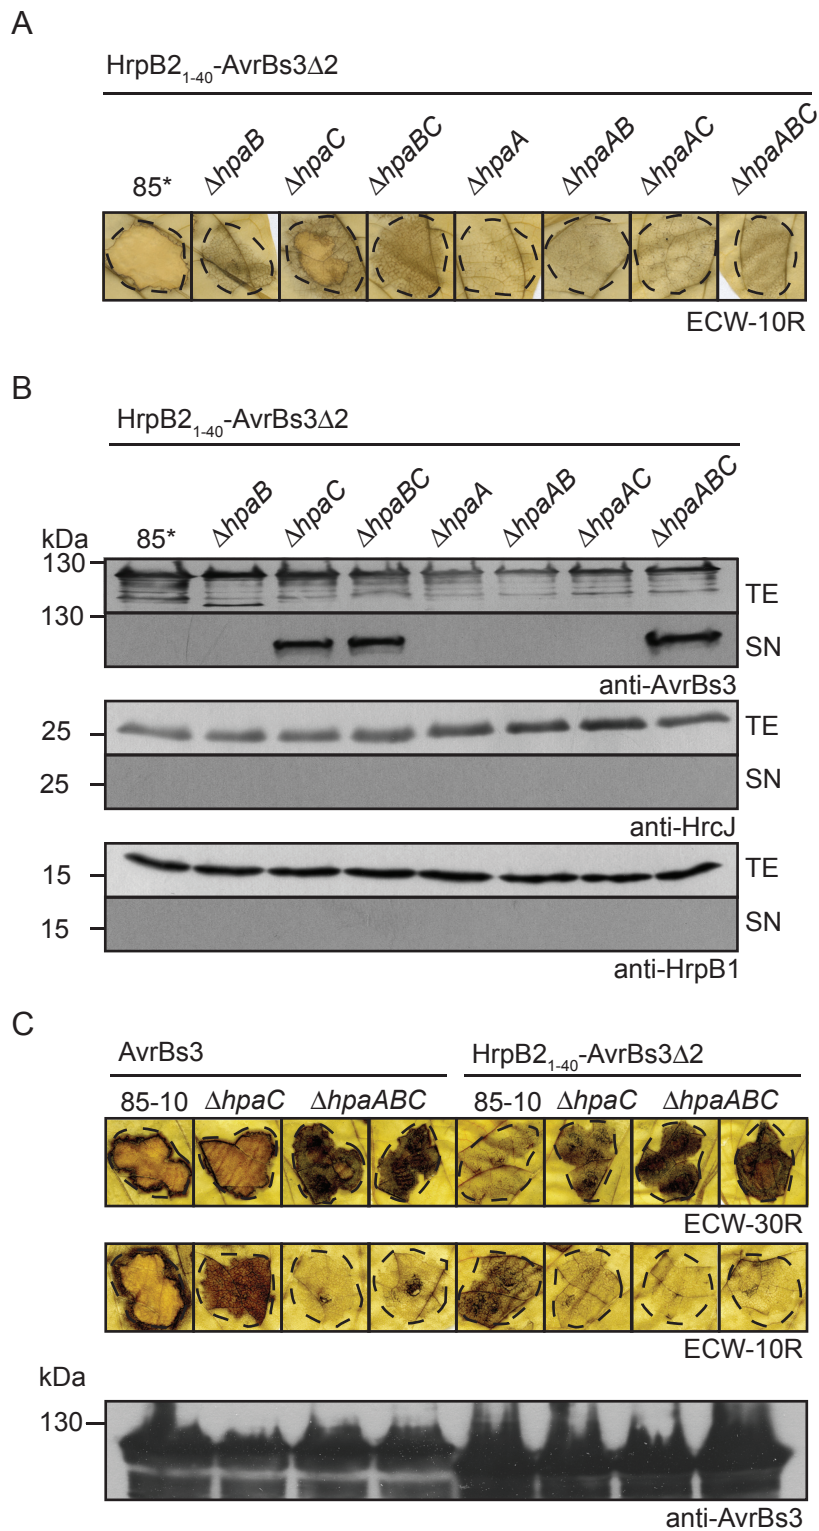 A
HrpB2₁₋₄₀-AvrBs3Δ2
85* ΔhpaB ΔhpaC ΔhpaBC ΔhpaA ΔhpaAB ΔhpaAC ΔhpaABC
ECW-10R
B
HrpB2₁₋₄₀-AvrBs3Δ2
85* ΔhpaB ΔhpaC ΔhpaBC ΔhpaA ΔhpaAB ΔhpaAC ΔhpaABC
kDa
130
TE
130
SN
anti-AvrBs3
25
TE
25
SN
anti-HrcJ
15
TE
15
SN
anti-HrpB1
C
AvrBs3 HrpB2₁₋₄₀-AvrBs3Δ2
85-10 ΔhpaC ΔhpaABC 85-10 ΔhpaC ΔhpaABC
ECW-30R
ECW-10R
kDa
130
anti-AvrBs3